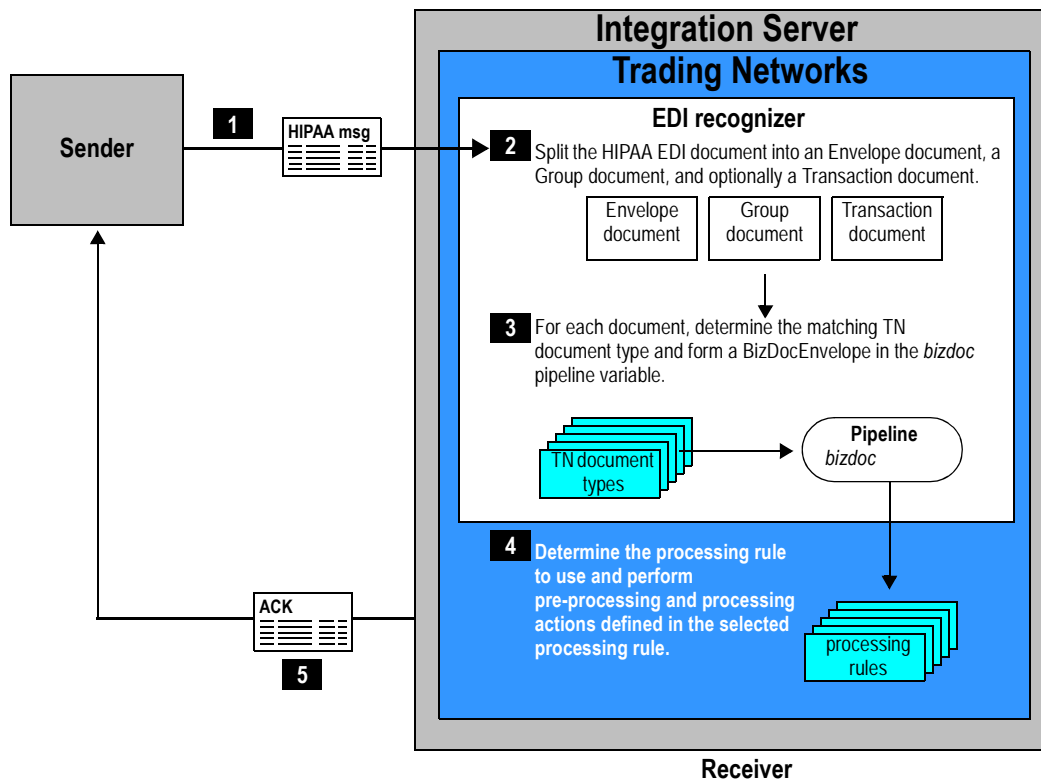 Integration Server
Trading Networks
Sender
1
HIPAA msg
EDI recognizer
2
Split the HIPAA EDI document into an Envelope document, a
Group document, and optionally a Transaction document.
Envelope
document
Group
document
Transaction
document
3
For each document, determine the matching TN
document type and form a BizDocEnvelope in the bizdoc
pipeline variable.
TN document
types
Pipeline
bizdoc
4
Determine the processing rule
to use and perform
pre-processing and processing
actions defined in the selected
processing rule.
processing
rules
ACK
5
Receiver